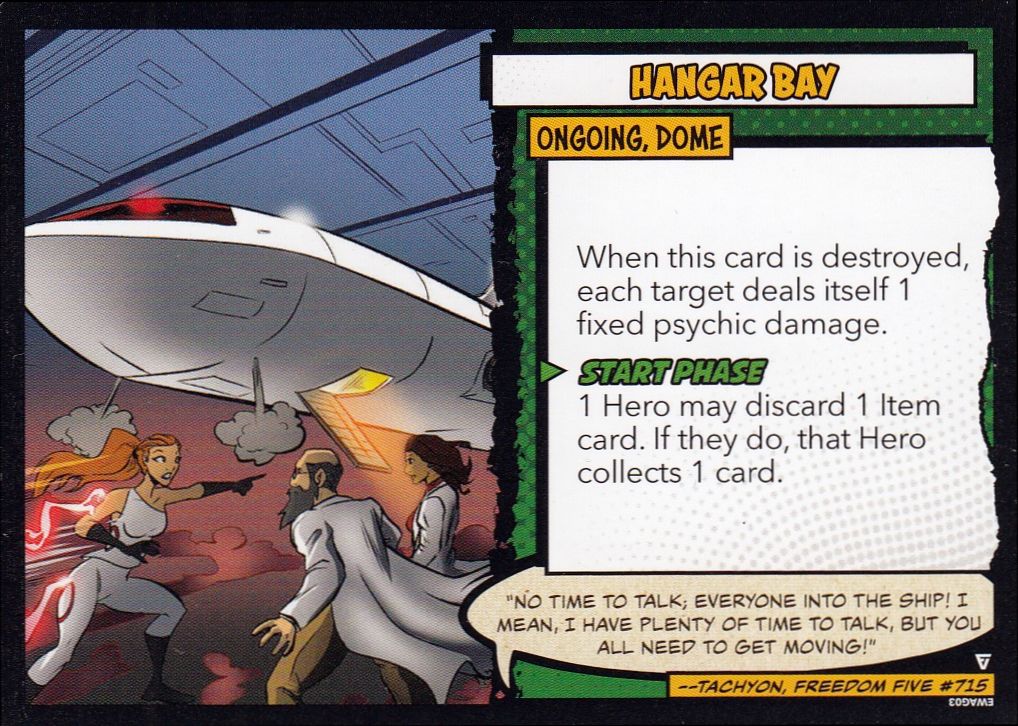 HANGAR BAY
ONGOING, DOME
When this card is destroyed,
each target deals itself 1
fixed psychic damage.
START PHASE
1 Hero may discard 1 Item
card. If they do, that Hero
collects 1 card.
"NO TIME TO TALK; EVERYONE INTO THE SHIP! I
MEAN, I HAVE PLENTY OF TIME TO TALK, BUT YOU
ALL NEED TO GET MOVING!"
--TACHYON, FREEDOM FIVE #715
EWAG03